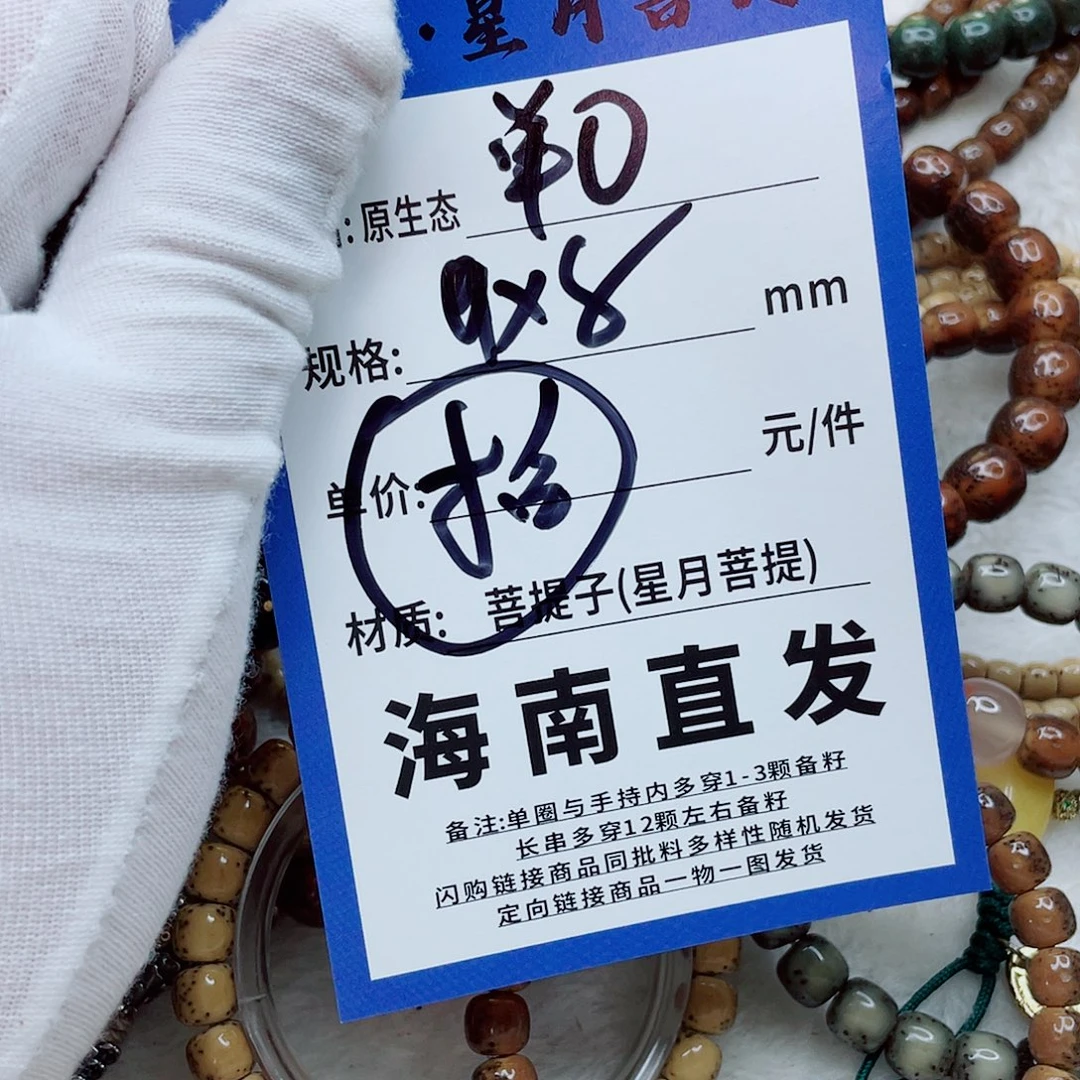 ·星月菩提
:原生态 单0
规格: 9x8 mm
单价: 拾 元/件
材质: 菩提子(星月菩提)
海南直发
备注:单圈与手持内多穿1-3颗备籽
长串多穿12颗左右备籽
闪购链接商品同批料多样性随机发货
定向链接商品一物一图发货